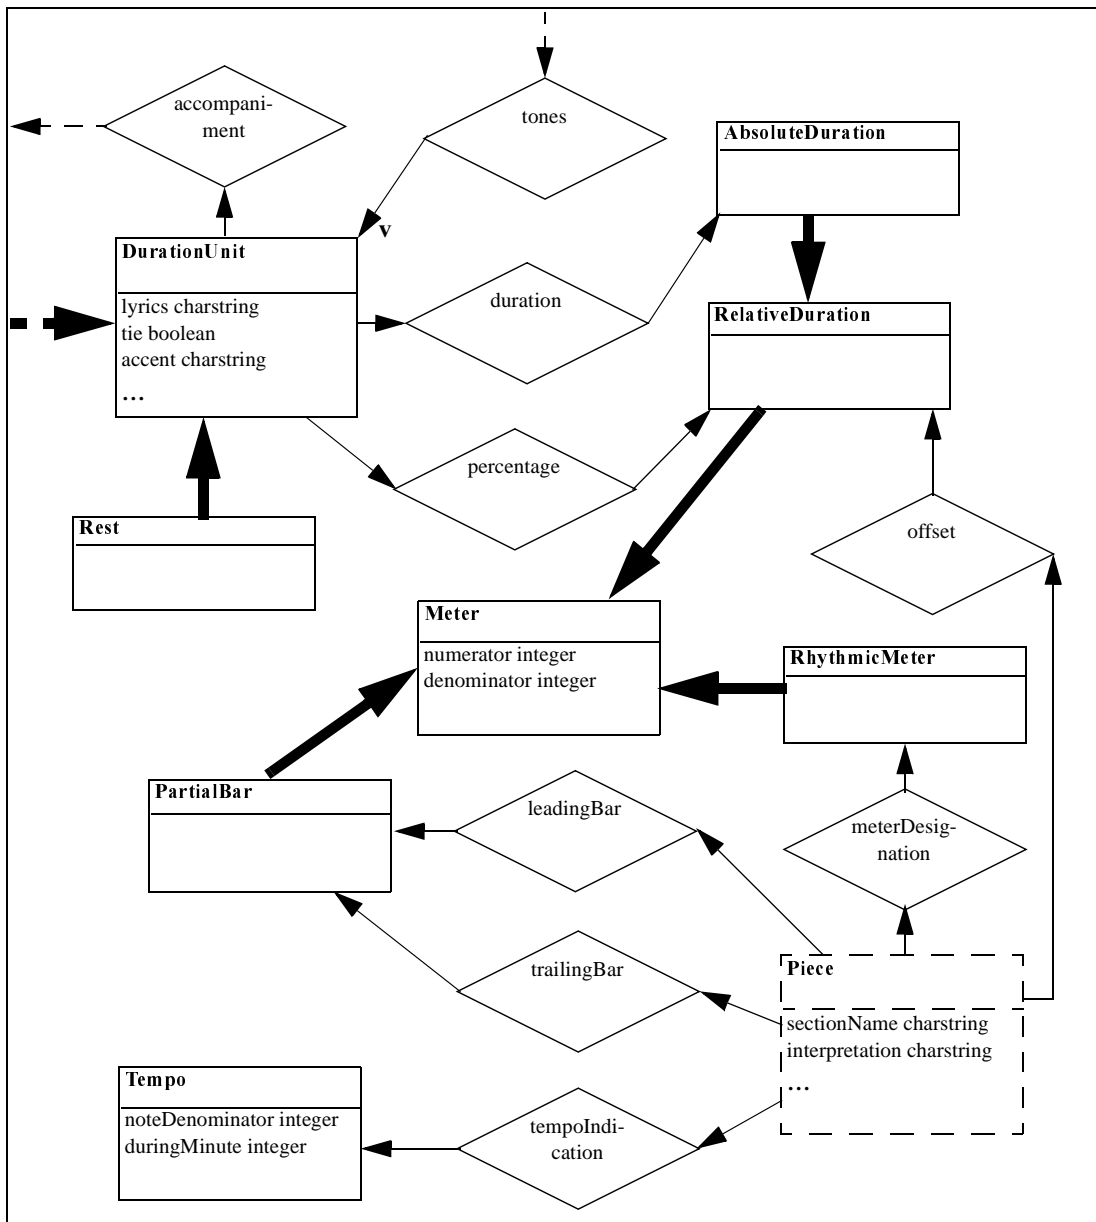 accompani-
ment
tones
AbsoluteDuration
v
DurationUnit
lyrics charstring
tie boolean
accent charstring
...
duration
RelativeDuration
percentage
Rest
offset
Meter
numerator integer
denominator integer
RhythmicMeter
PartialBar
leadingBar
meterDesig-
nation
trailingBar
Piece
sectionName charstring
interpretation charstring
...
Tempo
noteDenominator integer
duringMinute integer
tempoIndi-
cation